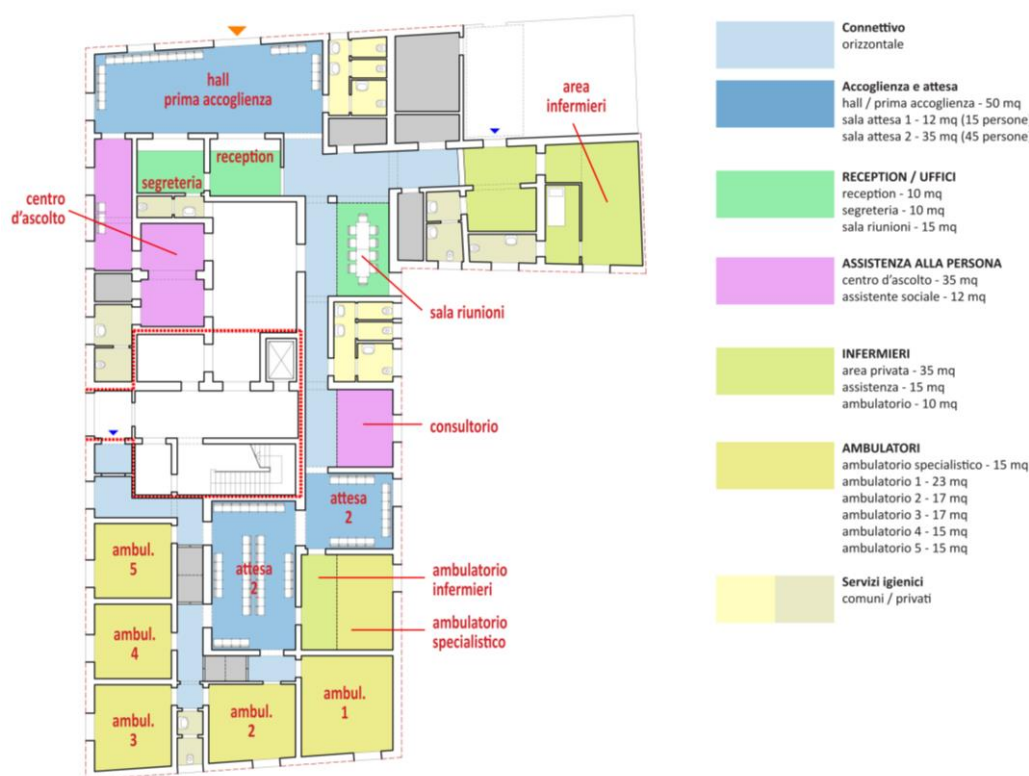 hall
prima accoglienza
area
infermieri
reception
segreteria
centro
d'ascolto
sala riunioni
consultorio
attesa
2
attesa
2
ambul.
5
ambulatorio
infermieri
ambul.
4
ambulatorio
specialistico
ambul.
3
ambul.
2
ambul.
1
Connettivo
orizzontale
Accoglienza e attesa
hall / prima accoglienza - 50 mq
sala attesa 1 - 12 mq (15 persone
sala attesa 2 - 35 mq (45 persone
RECEPTION / UFFICI
reception - 10 mq
segreteria - 10 mq
sala riunioni - 15 mq
ASSISTENZA ALLA PERSONA
centro d'ascolto - 35 mq
assistente sociale - 12 mq
INFERMIERI
area privata - 35 mq
assistenza - 15 mq
ambulatorio - 10 mq
AMBULATORI
ambulatorio specialistico - 15 mq
ambulatorio 1 - 23 mq
ambulatorio 2 - 17 mq
ambulatorio 3 - 17 mq
ambulatorio 4 - 15 mq
ambulatorio 5 - 15 mq
Servizi igienici
comuni / privati